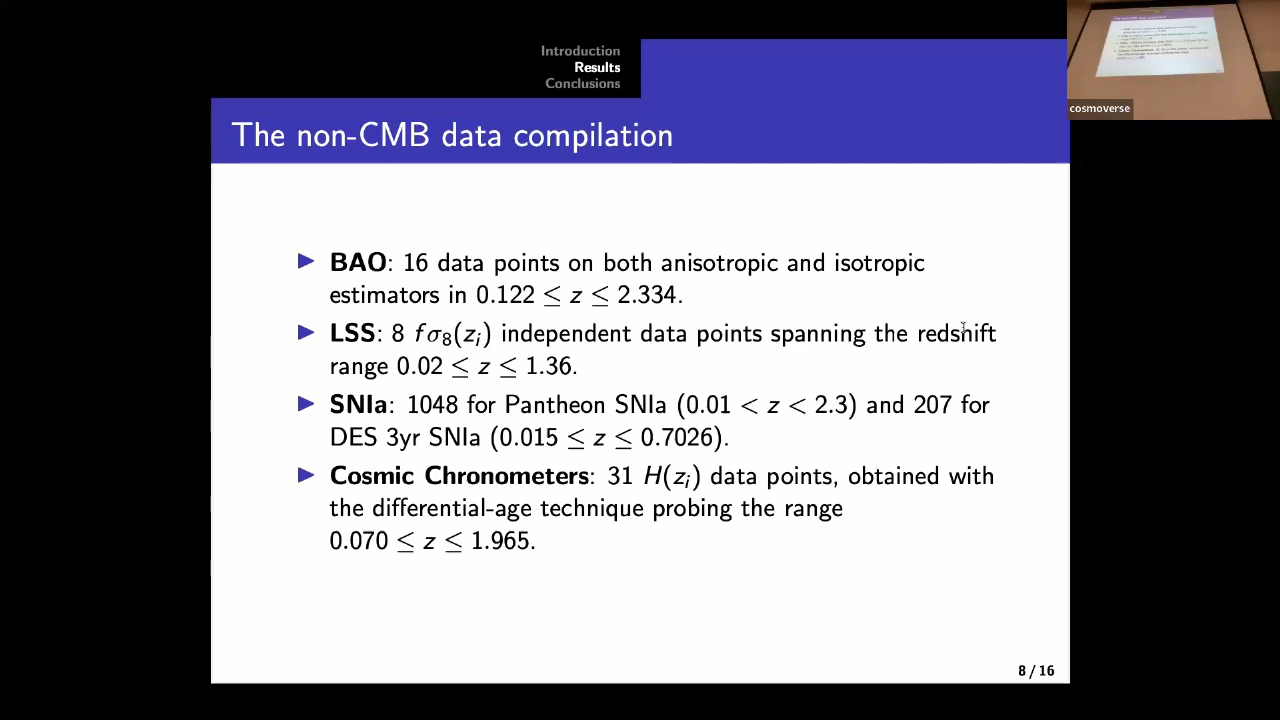 Introduction
Results
Conclusions
The non-CMB data compilation
BAO: 16 data points on both anisotropic and isotropic
estimators in 0.122 ≤ z ≤ 2.334.
LSS: 8 fσ₈(zᵢ) independent data points spanning the redshift
range 0.02 ≤ z ≤ 1.36.
SNIa: 1048 for Pantheon SNIa (0.01 < z < 2.3) and 207 for
DES 3yr SNIa (0.015 ≤ z ≤ 0.7026).
Cosmic Chronometers: 31 H(zᵢ) data points, obtained with
the differential-age technique probing the range
0.070 ≤ z ≤ 1.965.
8 / 16
cosmoverse